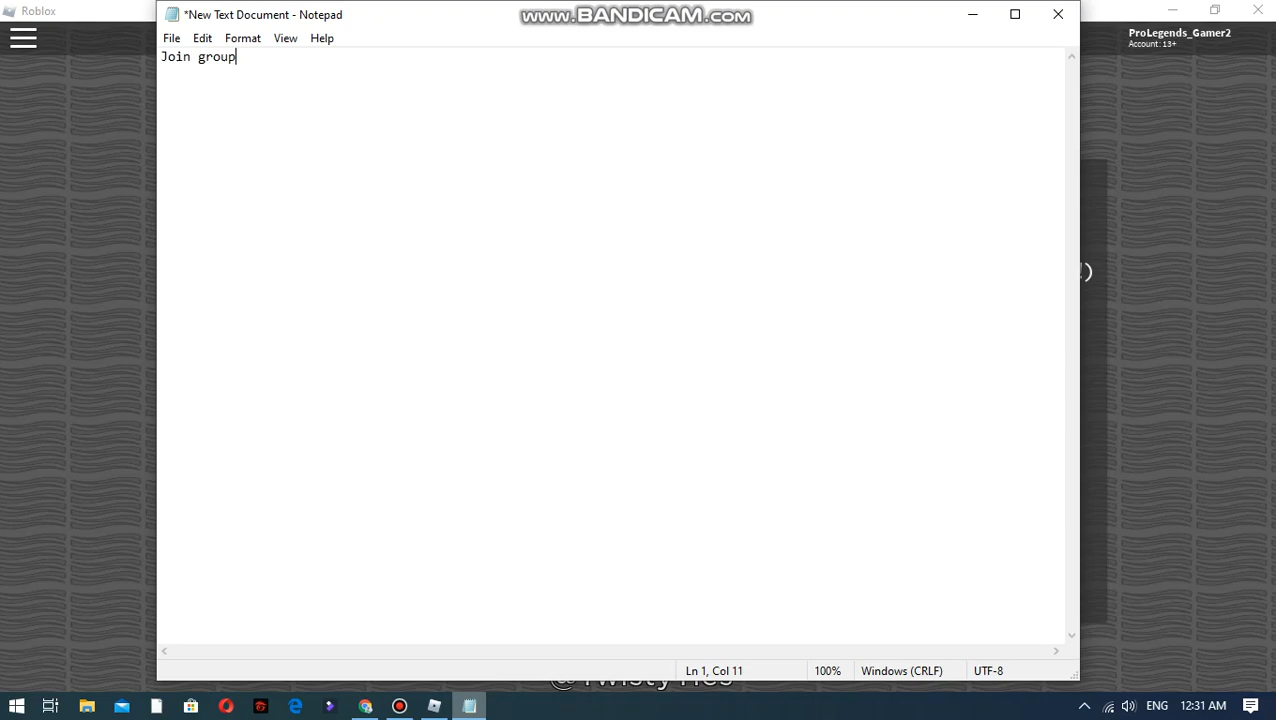 Roblox
*New Text Document - Notepad
www.BANDICAM.com
File Edit Format View Help
ProLegends_Gamer2
Account: 13+
Join group
!)
Ln 1, Col 11
100%
Windows (CRLF)
UTF-8
ENG
12:31 AM